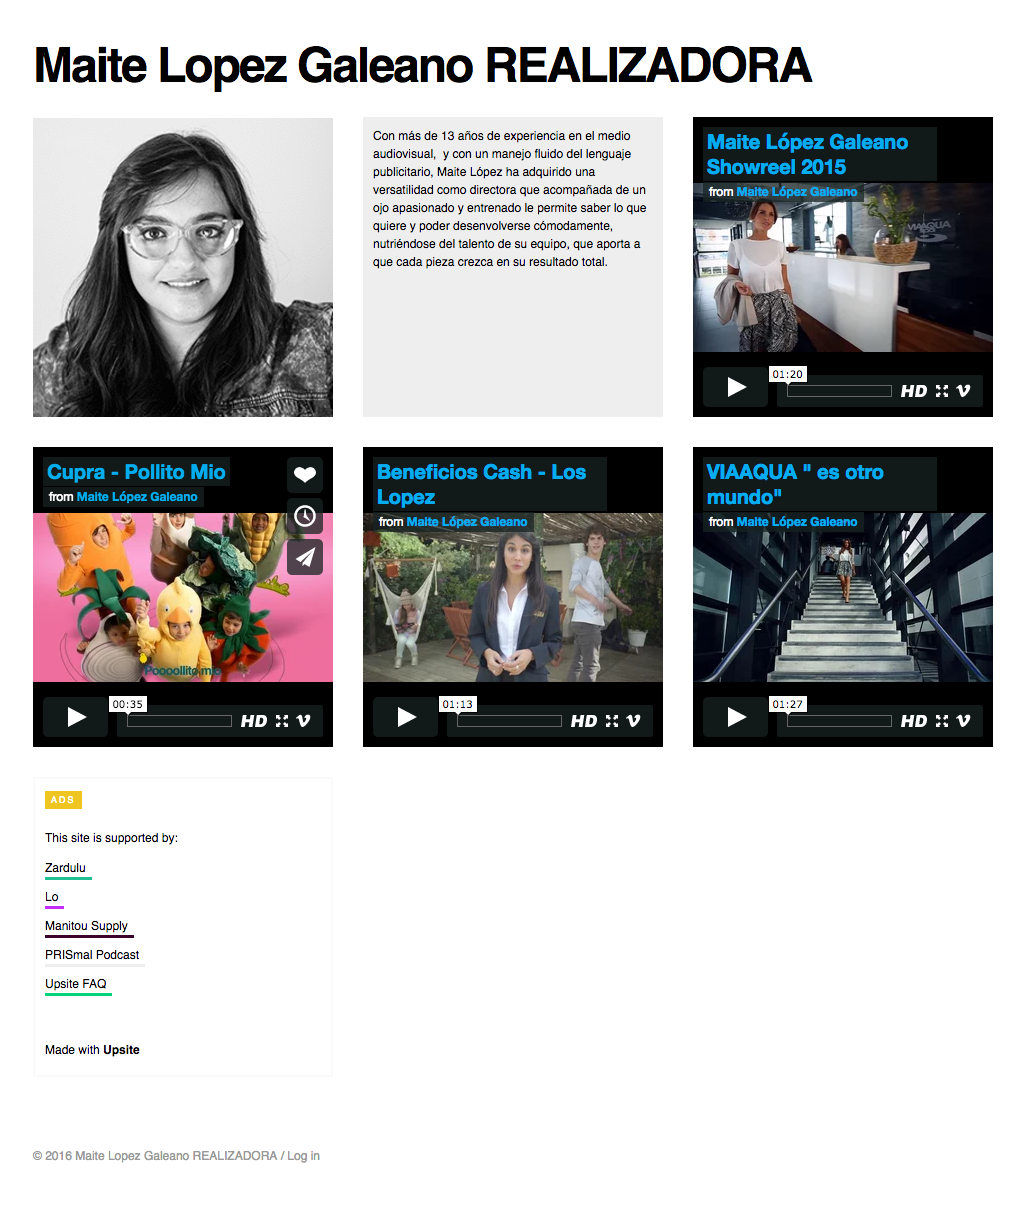 Maite Lopez Galeano REALIZADORA
Con más de 13 años de experiencia en el medio
audiovisual,  y con un manejo fluido del lenguaje
publicitario, Maite López ha adquirido una
versatilidad como directora que acompañada de un
ojo apasionado y entrenado le permite saber lo que
quiere y poder desenvolverse cómodamente,
nutriéndose del talento de su equipo, que aporta a
que cada pieza crezca en su resultado total.
Maite López Galeano
Showreel 2015
from Maite López Galeano
VIAAQUA
01:20
HD
Cupra - Pollito Mio
from Maite López Galeano
Poooollito mio
00:35
HD
Beneficios Cash - Los
Lopez
from Maite López Galeano
01:13
HD
VIAAQUA " es otro
mundo"
from Maite López Galeano
01:27
HD
ADS
This site is supported by:
Zardulu
Lo
Manitou Supply
PRISmal Podcast
Upsite FAQ
Made with Upsite
© 2016 Maite Lopez Galeano REALIZADORA / Log in